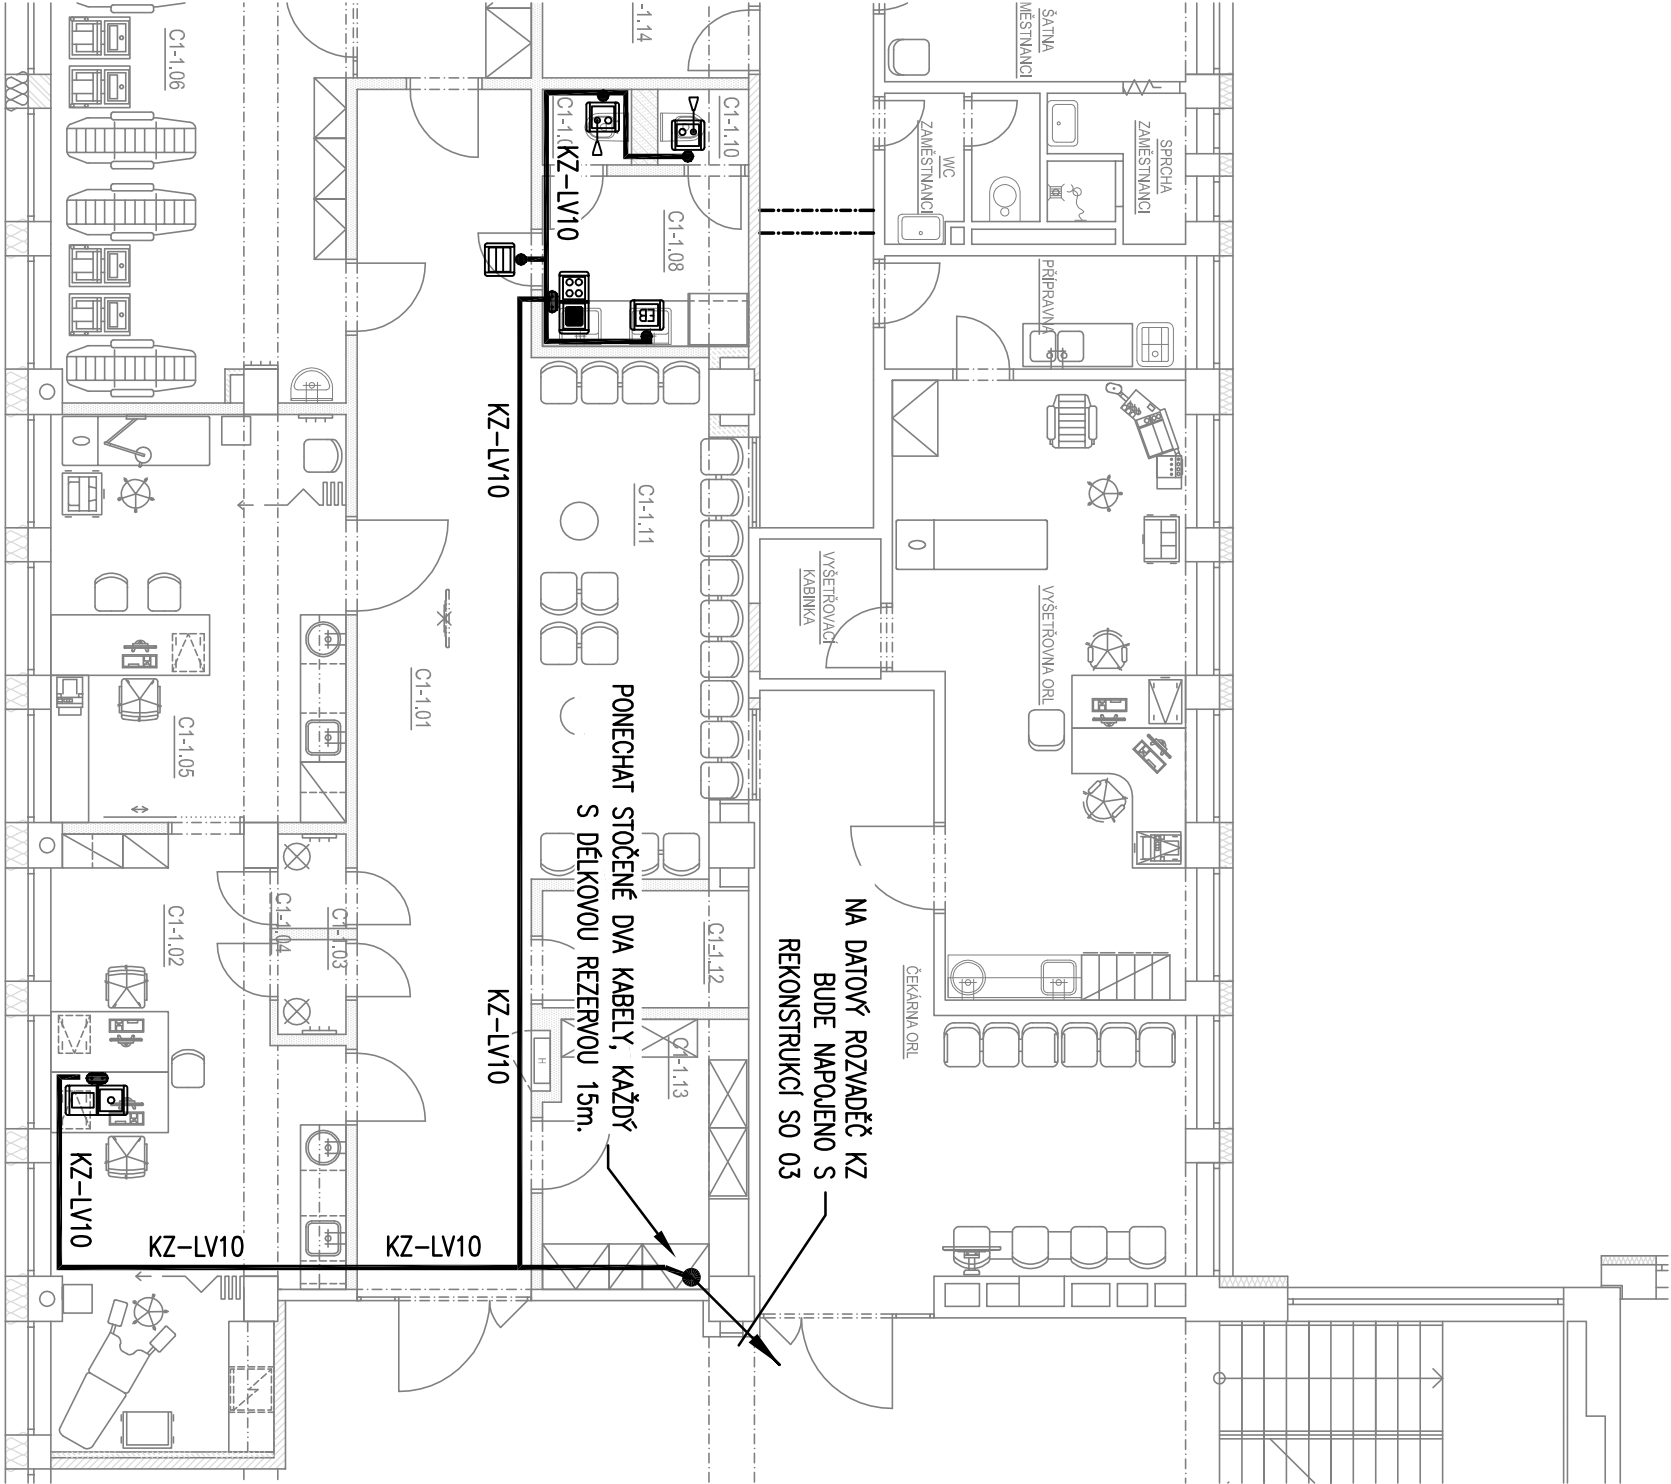 C1-1.06
-1.14
ŠATNA
MĚSTNANCI
C1-1.10
KZ-LV10
C1-1.08
WC
ZAMĚSTNANCI
SPRCHA
ZAMĚSTNANCI
PŘÍPRAVNA
EB
KZ-LV10
C1-1.11
VYŠETŘOVACÍ
KABINKA
VYŠETŘOVNA ORL
C1-1.01
C1-1.05
PONECHAT STOČENÉ DVA KABELY, KAŽDÝ
S DÉLKOVOU REZERVOU 15m.
NA DATOVÝ ROZVADĚČ KZ
BUDE NAPOJENO S
REKONSTRUKCÍ SO 03
C1-1.02
C1-1.04
C1-1.03
C1-1.12
C1-1.13
H
ČEKÁRNA ORL
KZ-LV10
KZ-LV10
KZ-LV10
KZ-LV10